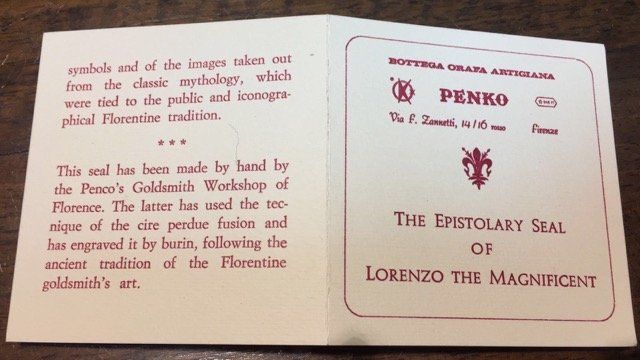 symbols and of the images taken out
from the classic mythology, which
were tied to the public and iconogra-
phical Florentine tradition.
* * *
This seal has been made by hand by
the Penco's Goldsmith Workshop of
Florence. The latter has used the tec-
nique of the cire perdue fusion and
has engraved it by burin, following the
ancient tradition of the Florentine
goldsmith's art.
BOTTEGA ORAFA ARTIGIANA
PENKO
Via F. Zannetti, 14/16 rosso Firenze
THE EPISTOLARY SEAL
OF
LORENZO THE MAGNIFICENT